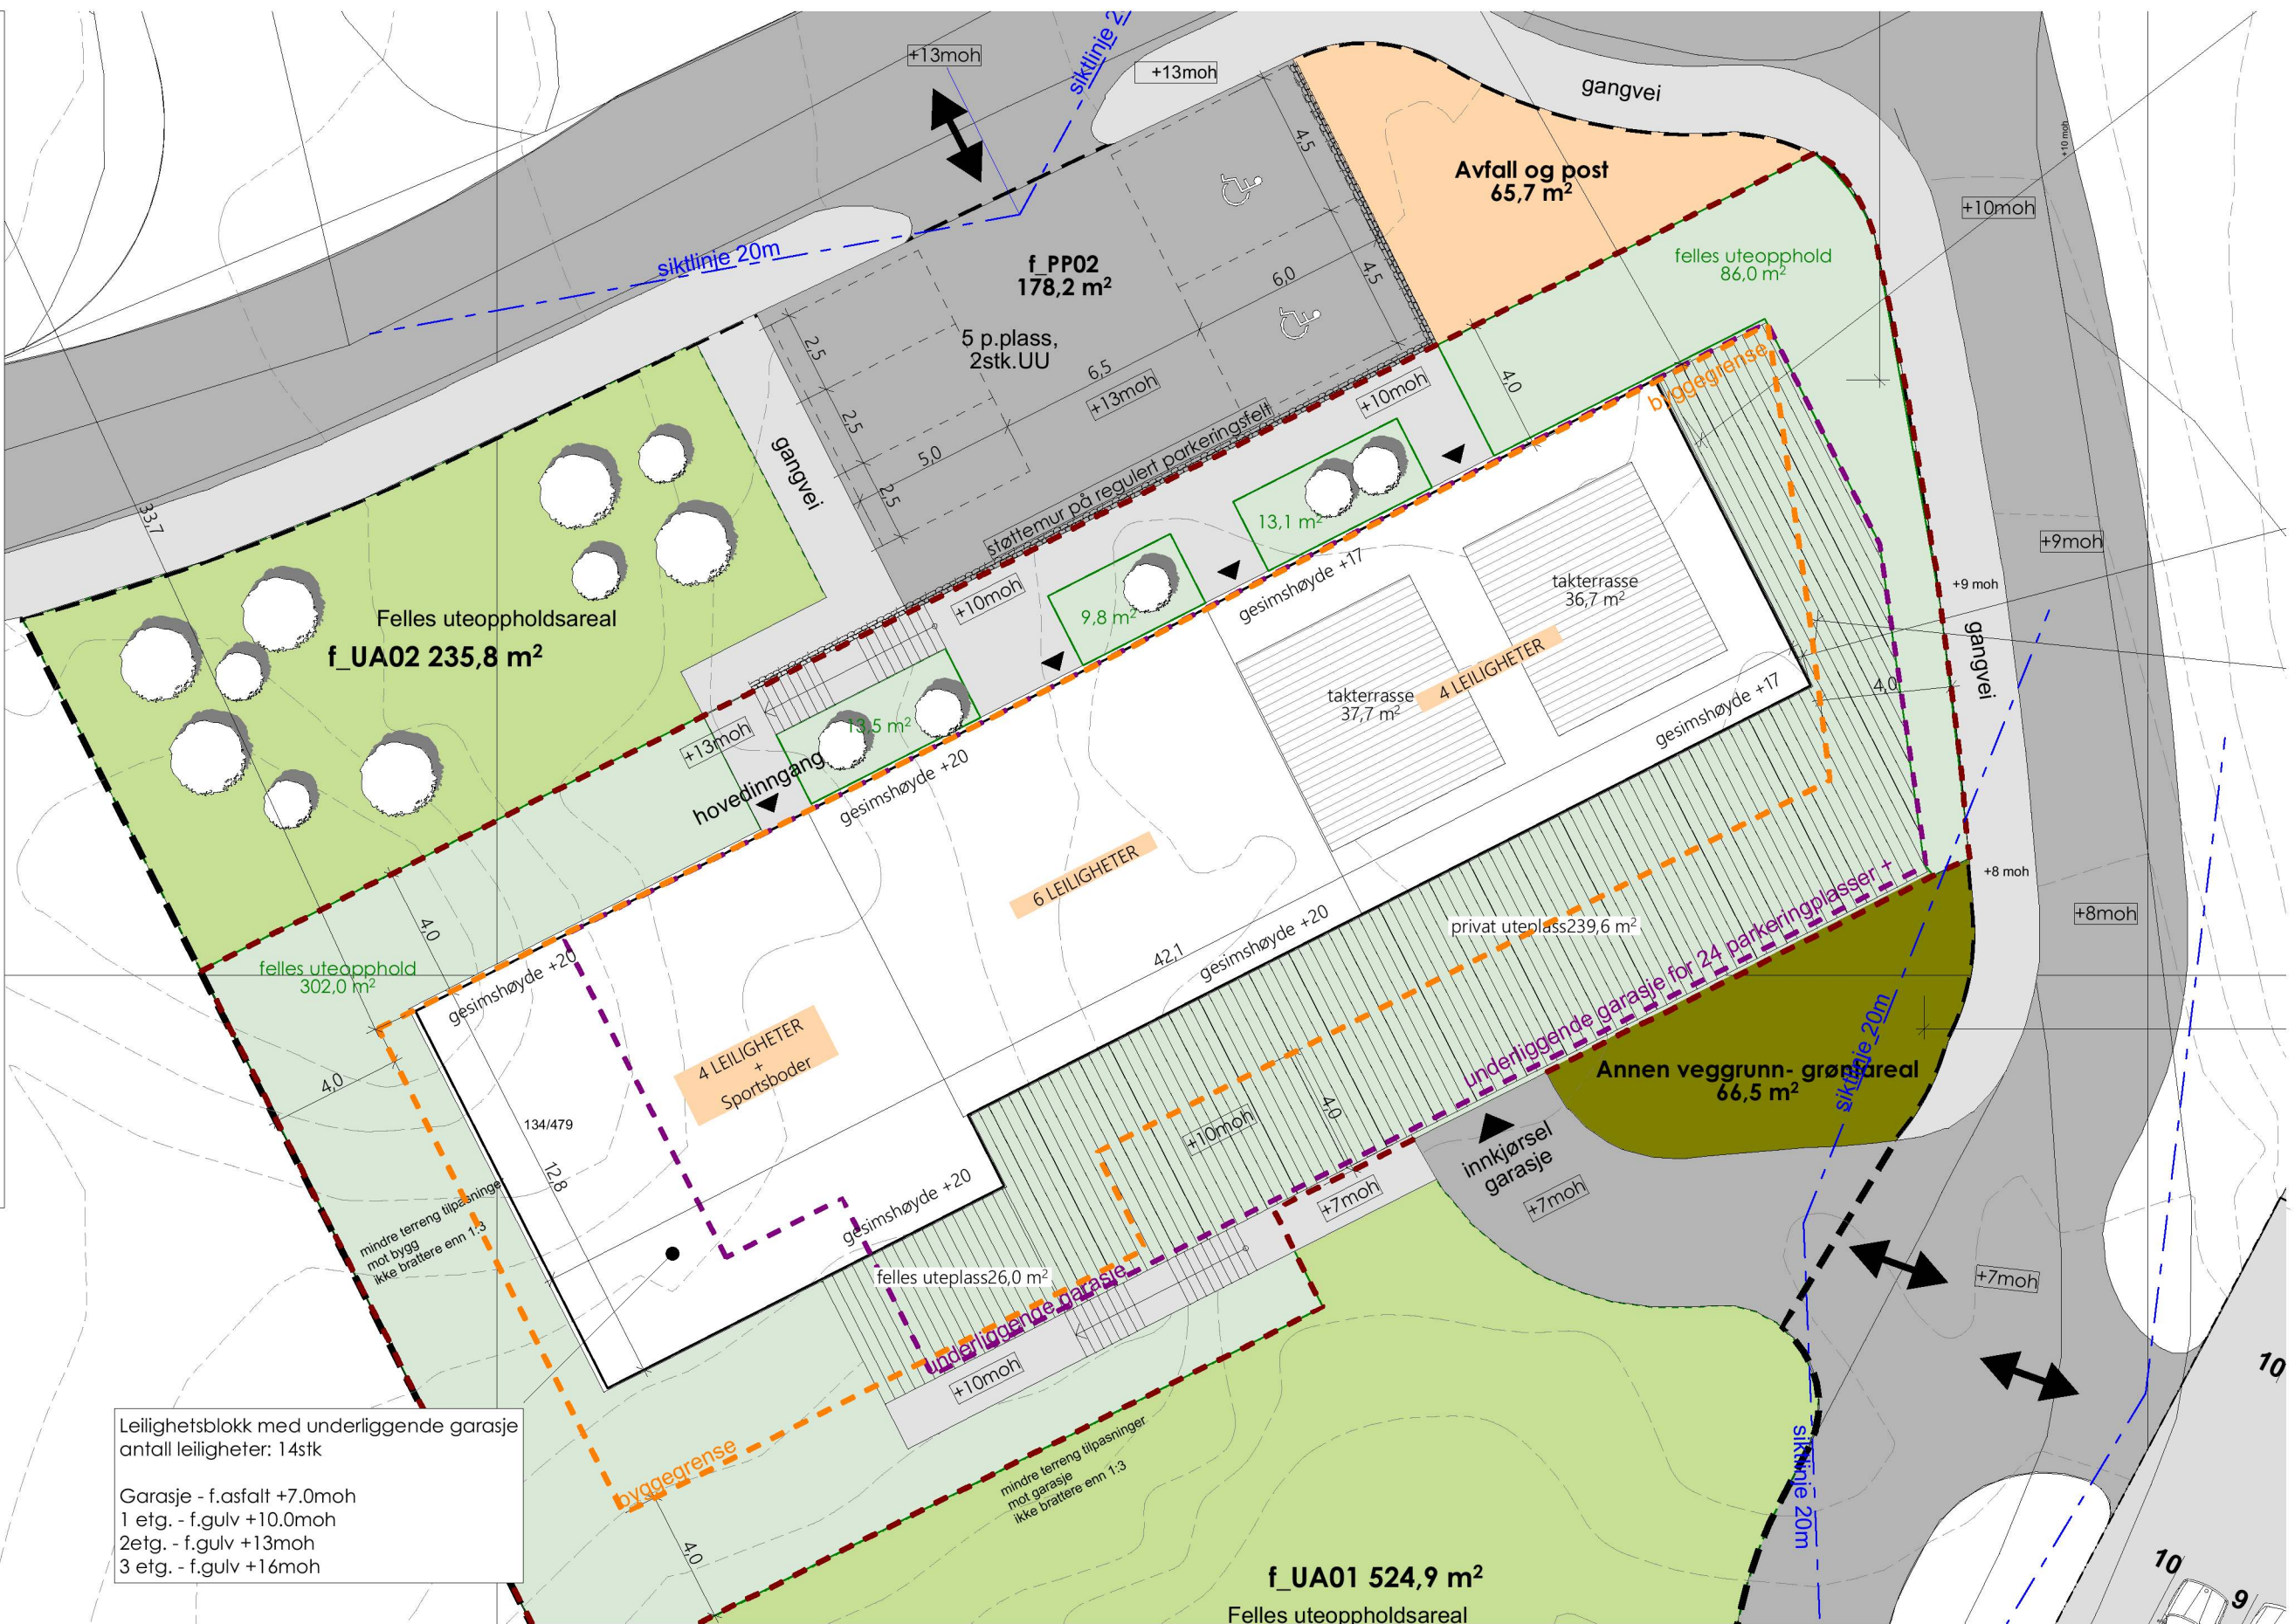 +13moh
siktlinje
+13moh
gangvei
+10 moh
Avfall og post
65,7 m²
4,5
+10moh
siktlinje 20m
f_PP02
178,2 m²
felles uteopphold
86,0 m²
4,5
6,0
5 p.plass,
2stk.UU
2,5
6,5
+13moh
+10moh
4,0
byggegrense
2,5
5,0
2,5
gangvei
støttemur på regulert parkeringsfelt
33,7
13,1 m²
+9moh
gesimshøyde +17
takterrasse
36,7 m²
+9 moh
+10moh
9,8 m²
Felles uteoppholdsareal
f_UA02 235,8 m²
4 LEILIGHETER
takterrasse
37,7 m²
gangvei
4,0
gesimshøyde +17
13,5 m²
+13moh
hovedinngang
gesimshøyde +20
6 LEILIGHETER
+8 moh
+8moh
4,0
privat uteplass239,6 m²
gesimshøyde +20
42,1
felles uteopphold
302,0 m²
gesimshøyde +20
underliggende garasje for 24 parkeringplasser +
siktlinje 20m
4,0
4 LEILIGHETER
+
Sportsboder
Annen veggrunn- grøntareal
66,5 m²
134/479
+10moh
4,0
innkjørsel
garasje
+7moh
+7moh
12,8
gesimshøyde +20
mindre terreng tilpasninger
mot bygg
ikke brattere enn 1:3
felles uteplass26,0 m²
underliggende garasje
+7moh
+10moh
10
Leilighetsblokk med underliggende garasje
antall leiligheter: 14stk
Garasje - f.asfalt +7.0moh
1 etg. - f.gulv +10.0moh
2etg. - f.gulv +13moh
3 etg. - f.gulv +16moh
byggegrense
mindre terreng tilpasninger
mot garasje
ikke brattere enn 1:3
siktlinje 20m
4,0
f_UA01 524,9 m²
Felles uteoppholdsareal
10
9